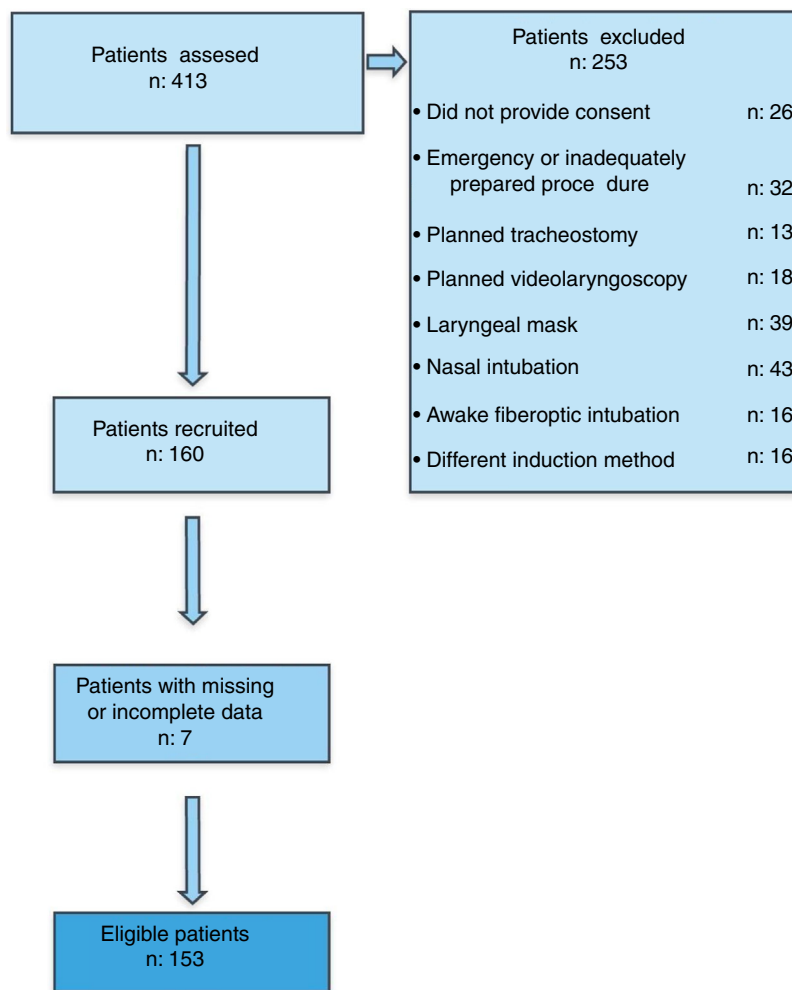 Patients assesed
n: 413
Patients excluded
n: 253
• Did not provide consent n: 26
• Emergency or inadequately
prepared proce dure n: 32
• Planned tracheostomy n: 13
• Planned videolaryngoscopy n: 18
• Laryngeal mask n: 39
• Nasal intubation n: 43
• Awake fiberoptic intubation n: 16
• Different induction method n: 16
Patients recruited
n: 160
Patients with missing
or incomplete data
n: 7
Eligible patients
n: 153